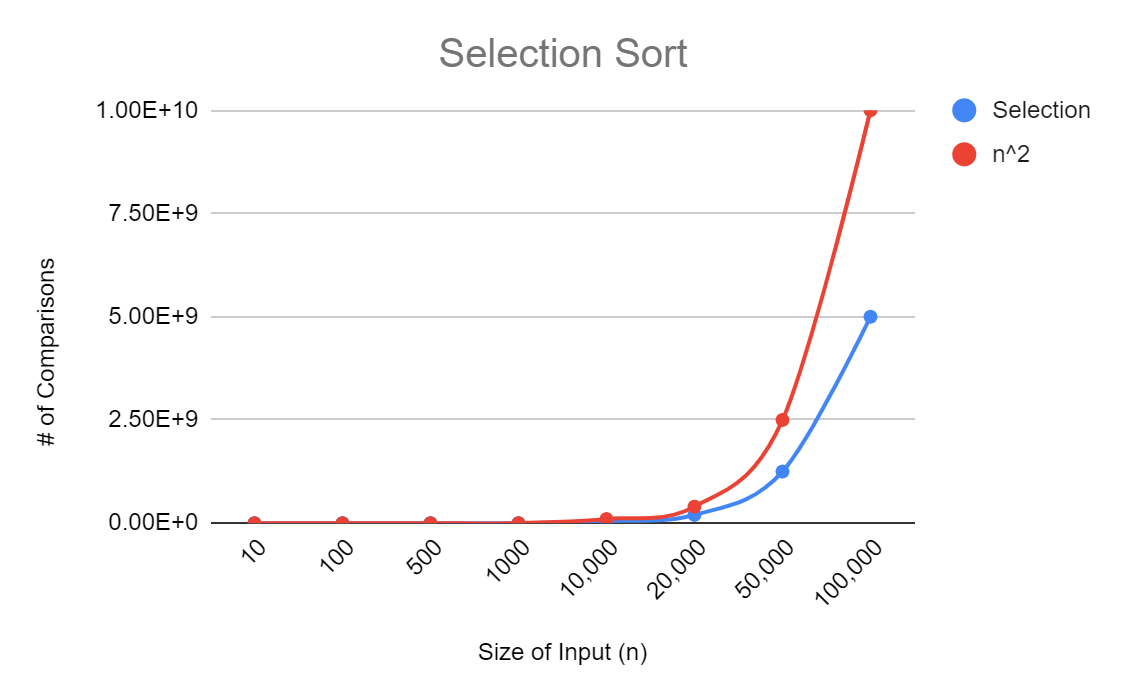 Selection Sort
1.00E+10
7.50E+9
5.00E+9
2.50E+9
0.00E+0
# of Comparisons
10
100
500
1000
10,000
20,000
50,000
100,000
Size of Input (n)
Selection
n^2